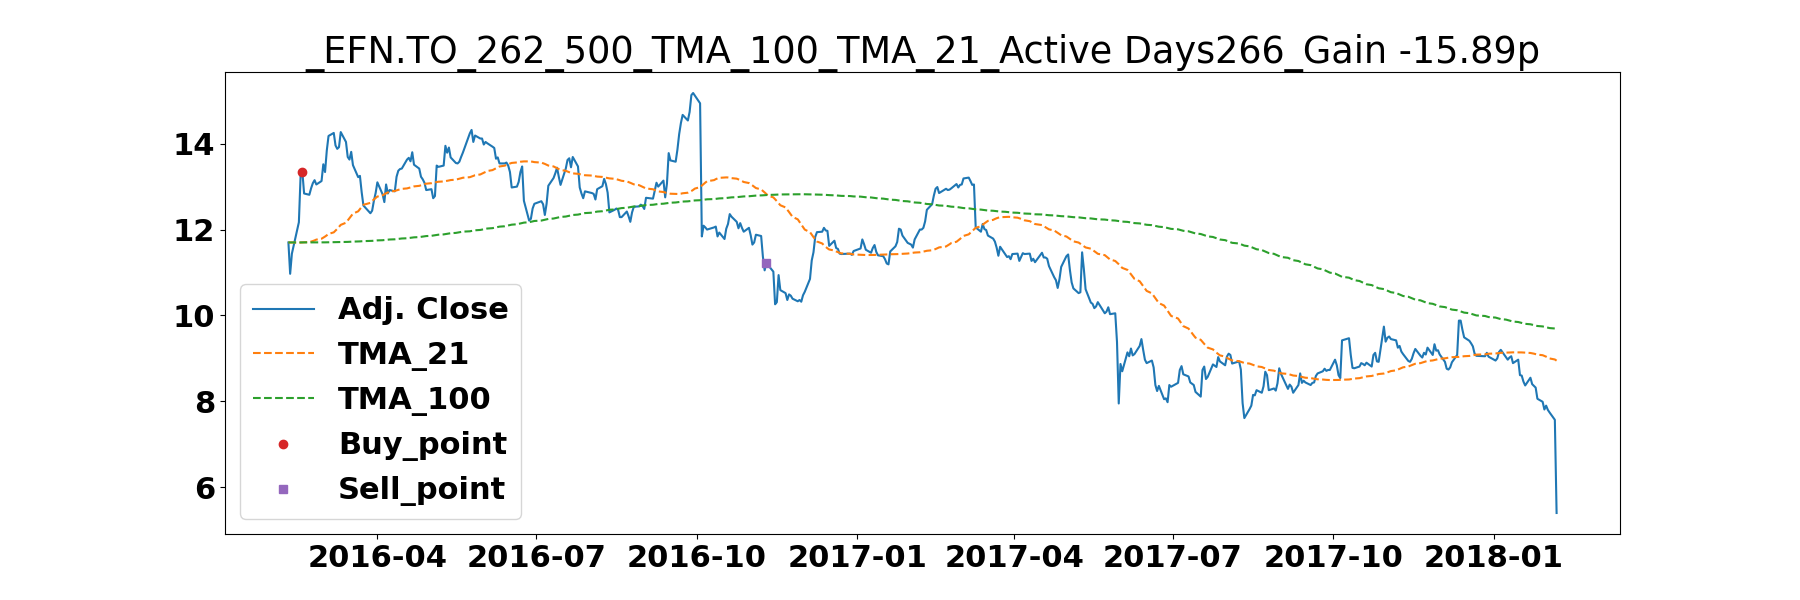 _EFN.TO_262_500_TMA_100_TMA_21_Active Days266_Gain -15.89p
14
12
10
8
6
Adj. Close
TMA_21
TMA_100
Buy_point
Sell_point
2016-04 2016-07 2016-10 2017-01 2017-04 2017-07 2017-10 2018-01